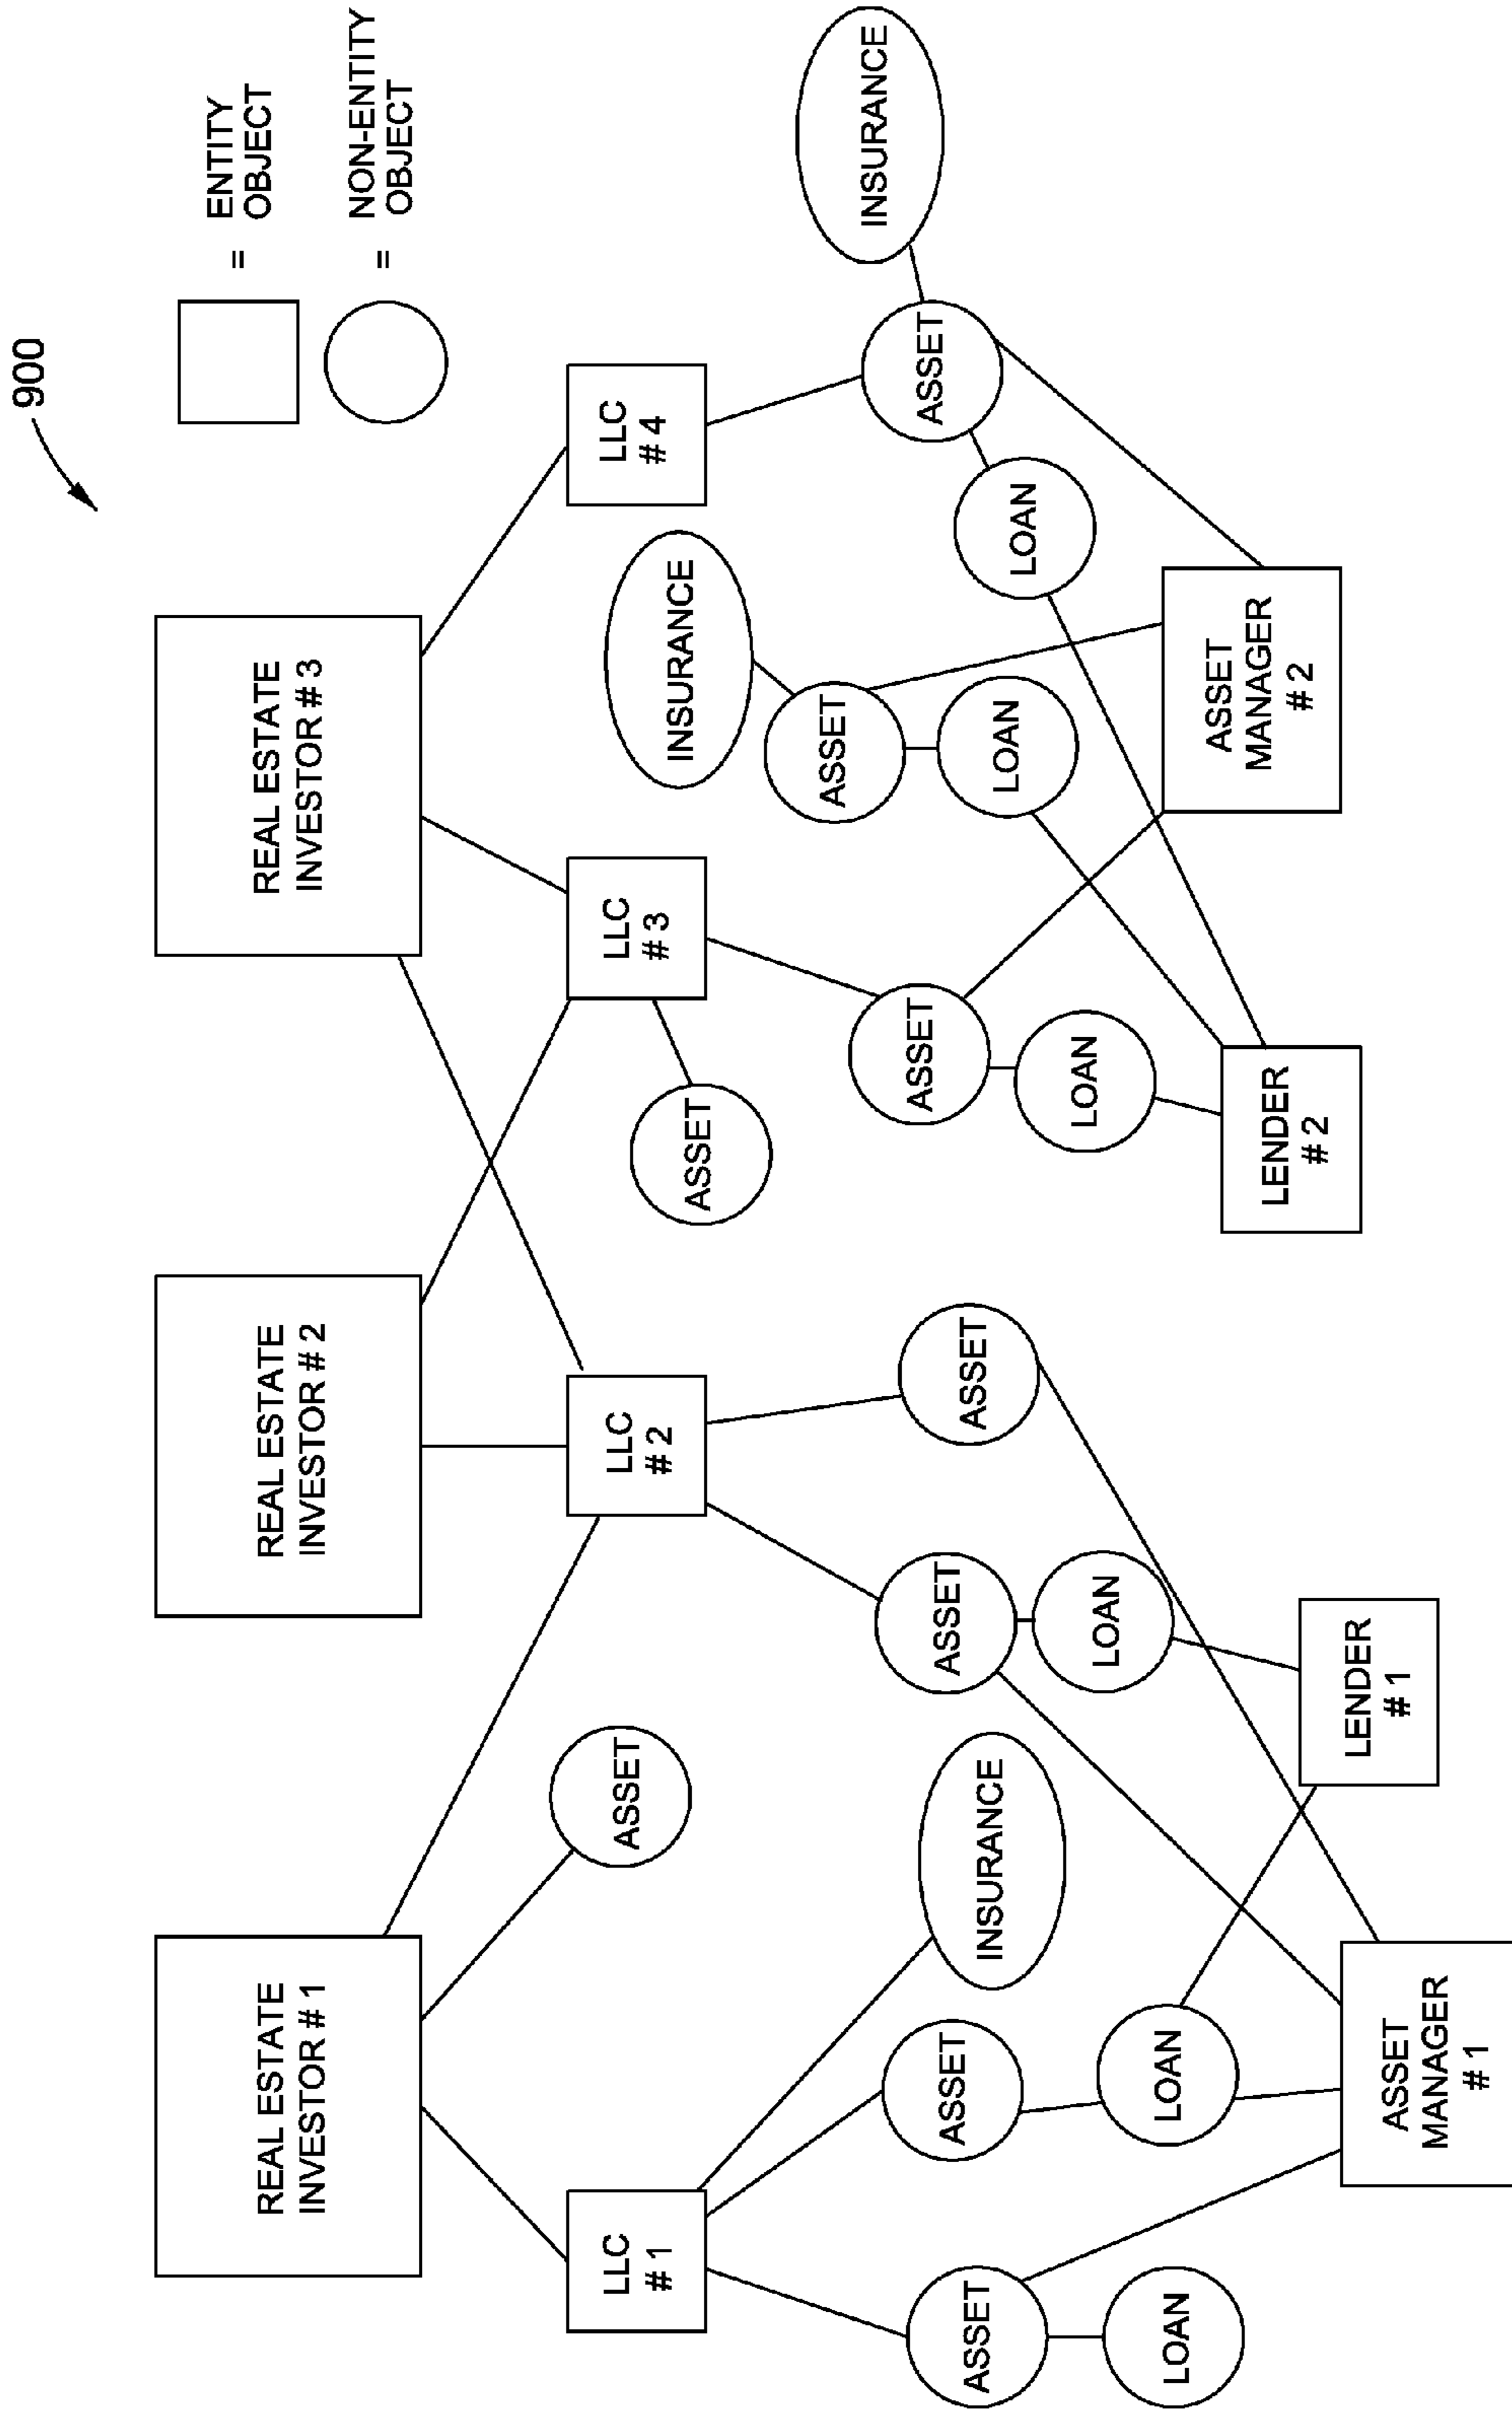 900
= ENTITY
OBJECT
= NON-ENTITY
OBJECT
REAL ESTATE
INVESTOR # 1
REAL ESTATE
INVESTOR # 2
REAL ESTATE
INVESTOR # 3
LLC
# 1
ASSET
LLC
# 2
ASSET
LLC
# 3
INSURANCE
LLC
# 4
ASSET
ASSET
INSURANCE
ASSET
ASSET
ASSET
ASSET
ASSET
INSURANCE
LOAN
LOAN
LOAN
LOAN
LOAN
LOAN
ASSET
MANAGER
# 1
LENDER
# 1
LENDER
# 2
ASSET
MANAGER
# 2